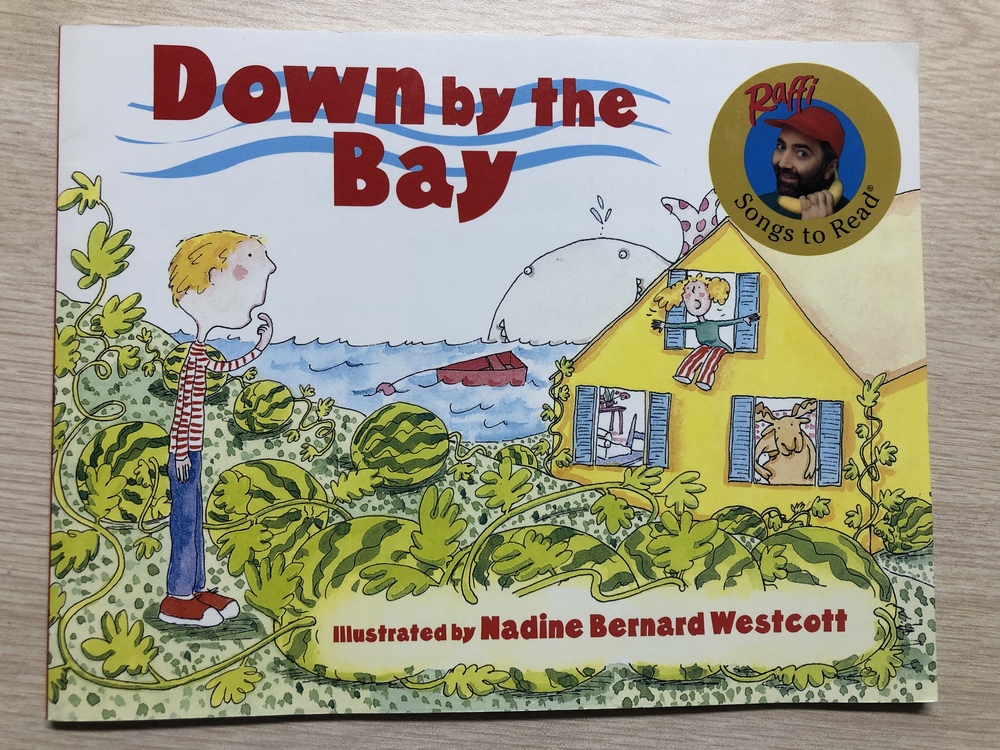 Down by the
Bay
Raffi
Songs to Read®
Illustrated by Nadine Bernard Westcott